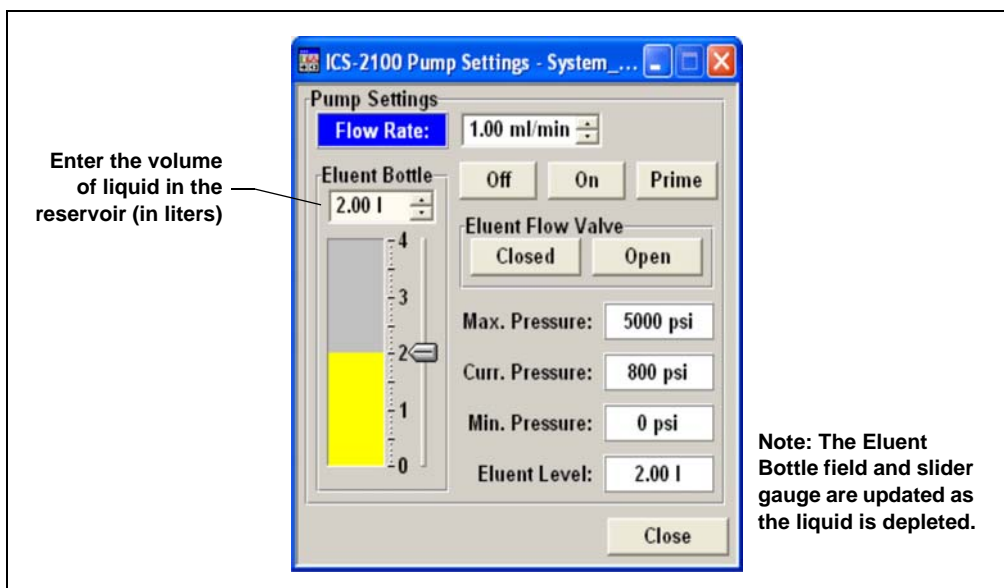 ICS-2100 Pump Settings - System_...
Pump Settings
Flow Rate:
1.00 ml/min
Enter the volume
of liquid in the
reservoir (in liters)
Eluent Bottle
2.00 l
Off
On
Prime
Eluent Flow Valve
Closed
Open
4
3
2
1
0
Max. Pressure:
5000 psi
Curr. Pressure:
800 psi
Min. Pressure:
0 psi
Eluent Level:
2.00 l
Note: The Eluent
Bottle field and slider
gauge are updated as
the liquid is depleted.
Close